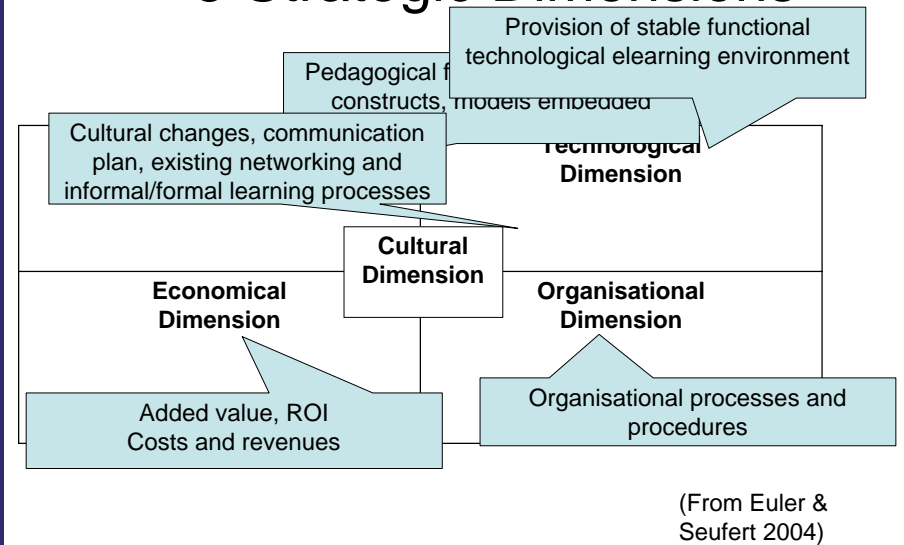 Strategic Dimensions
Provision of stable functional
technological elearning environment
Pedagogical
constructs, models embedded
Cultural changes, communication
plan, existing networking and
informal/formal learning processes
Technological
Dimension
Cultural
Dimension
Economical
Dimension
Organisational
Dimension
Added value, ROI
Costs and revenues
Organisational processes and
procedures
(From Euler &
Seufert 2004)